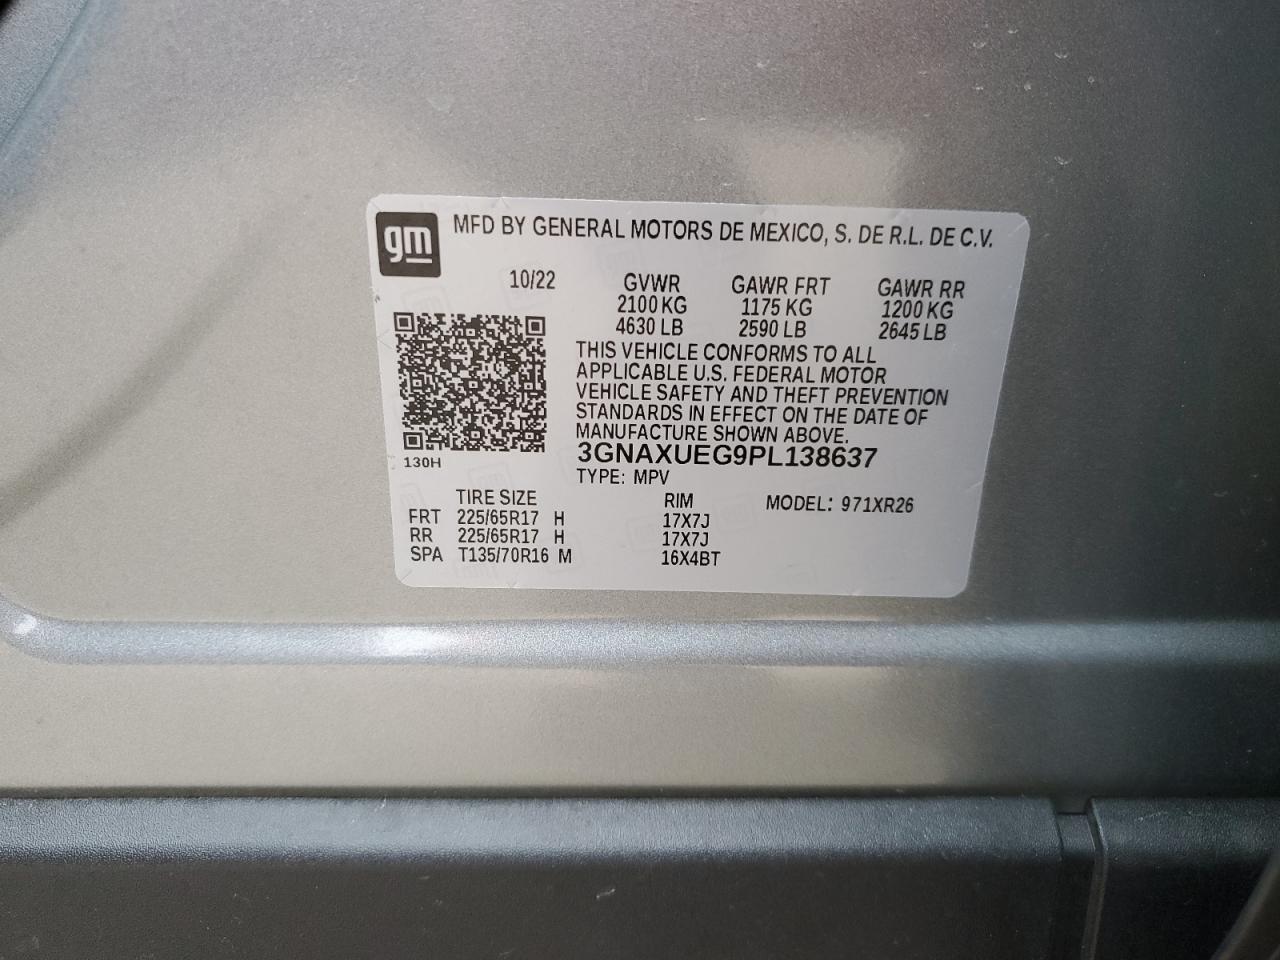 gm
MFD BY GENERAL MOTORS DE MEXICO, S. DE R.L. DE C.V.
10/22 GVWR GAWR FRT GAWR RR
2100 KG 1175 KG 1200 KG
4630 LB 2590 LB 2645 LB
THIS VEHICLE CONFORMS TO ALL
APPLICABLE U.S. FEDERAL MOTOR
VEHICLE SAFETY AND THEFT PREVENTION
STANDARDS IN EFFECT ON THE DATE OF
MANUFACTURE SHOWN ABOVE.
3GNAXUEG9PL138637
130H
TYPE: MPV
TIRE SIZE RIM MODEL: 971XR26
FRT 225/65R17 H 17X7J
RR 225/65R17 H 17X7J
SPA T135/70R16 M 16X4BT